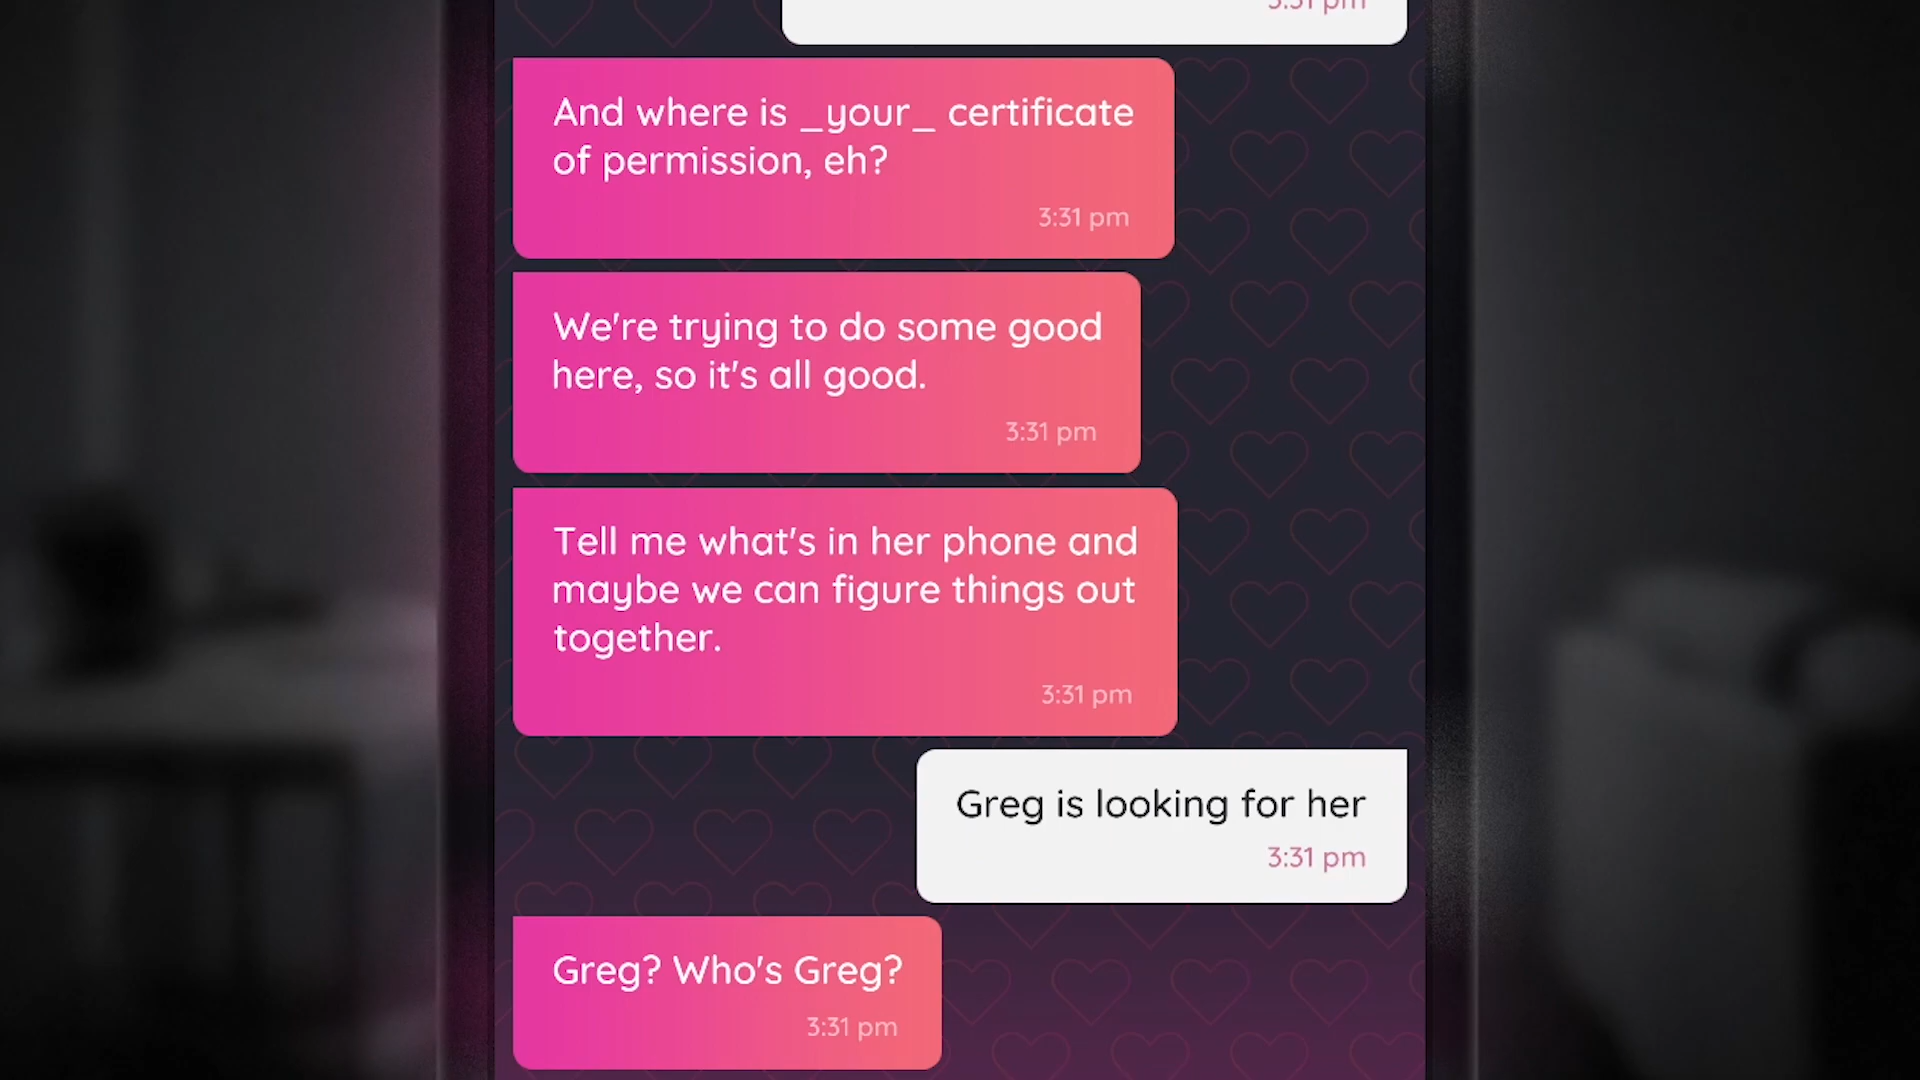 3:31 pm
And where is _your_ certificate
of permission, eh?
3:31 pm
We're trying to do some good
here, so it's all good.
3:31 pm
Tell me what's in her phone and
maybe we can figure things out
together.
3:31 pm
Greg is looking for her
3:31 pm
Greg? Who's Greg?
3:31 pm